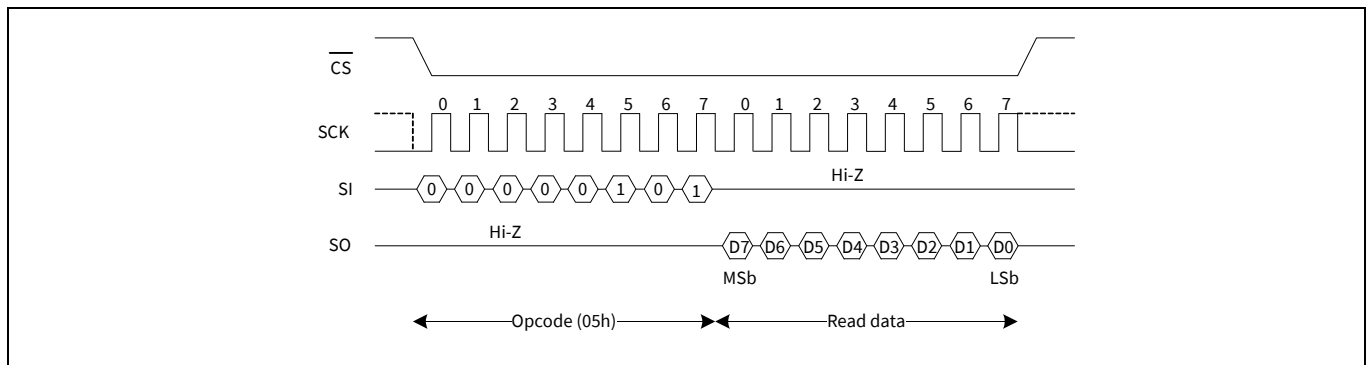 CS
0 1 2 3 4 5 6 7 0 1 2 3 4 5 6 7
SCK
Hi-Z
SI 0 0 0 0 0 1 0 1
Hi-Z
SO D7 D6 D5 D4 D3 D2 D1 D0
MSb LSb
Opcode (05h) Read data